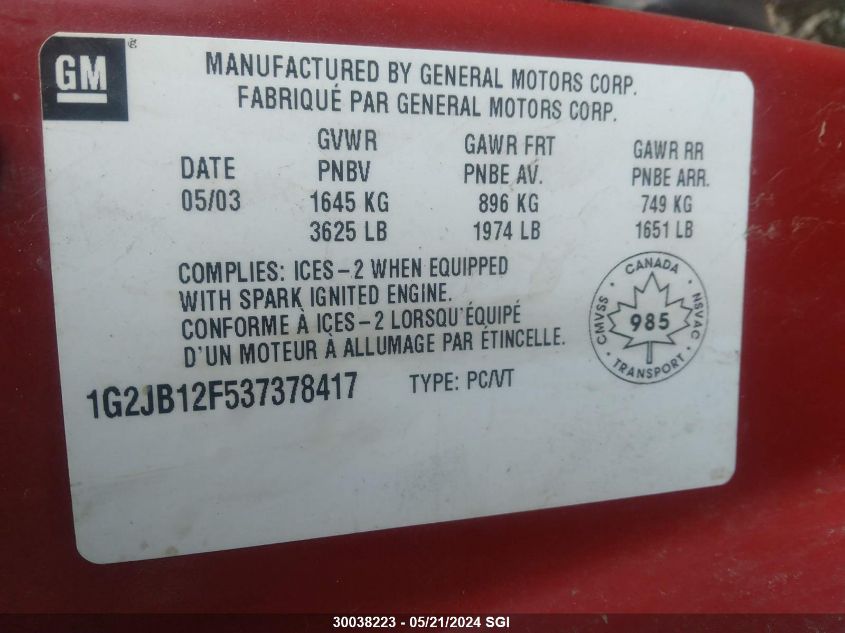 GM
MANUFACTURED BY GENERAL MOTORS CORP.
FABRIQUÉ PAR GENERAL MOTORS CORP.
DATE GVWR PNBV GAWR FRT PNBE AV. GAWR RR PNBE ARR.
05/03 1645 KG 896 KG 749 KG
3625 LB 1974 LB 1651 LB
COMPLIES: ICES-2 WHEN EQUIPPED
WITH SPARK IGNITED ENGINE.
CONFORME À ICES-2 LORSQU'ÉQUIPÉ
D'UN MOTEUR À ALLUMAGE PAR ÉTINCELLE.
CANADA
CMVSS 985 NSVAC
TRANSPORT
1G2JB12F537378417 TYPE: PC/VT
30038223 - 05/21/2024 SGI